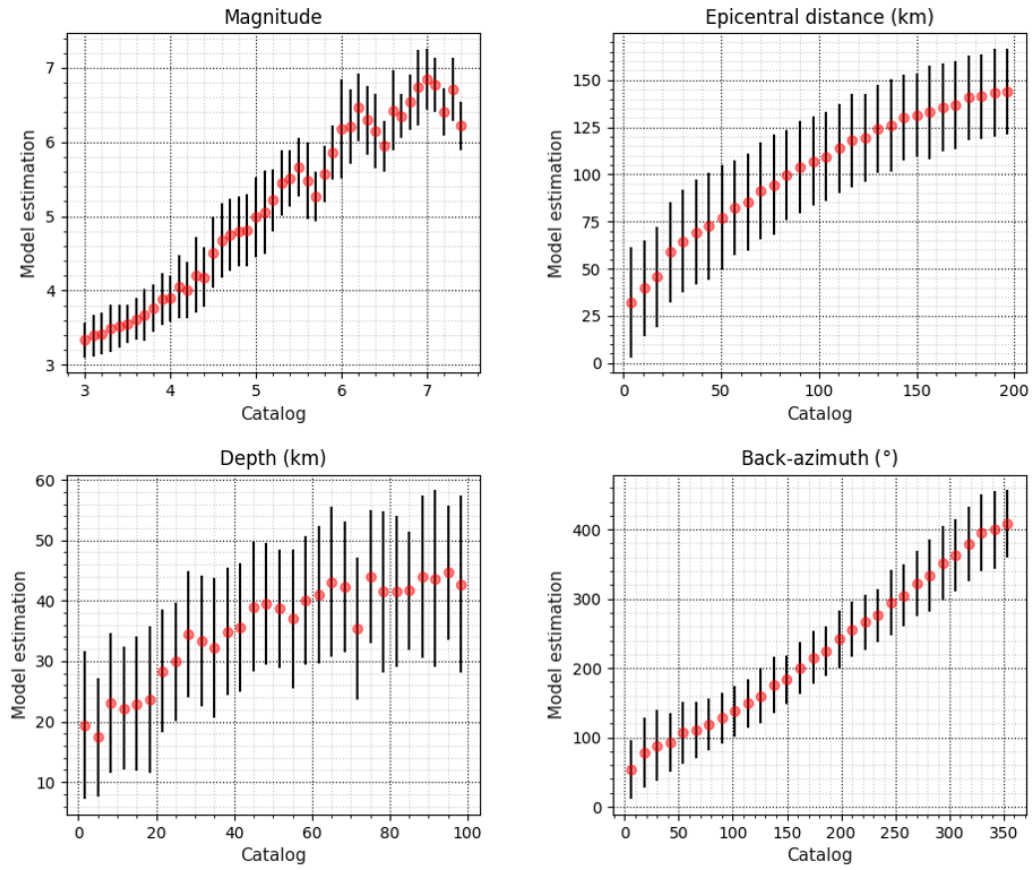 Magnitude
Model estimation
7
6
5
4
3
3 4 5 6 7
Catalog
Epicentral distance (km)
Model estimation
150
125
100
75
50
25
0
0 50 100 150 200
Catalog
Depth (km)
Model estimation
60
50
40
30
20
10
0 20 40 60 80 100
Catalog
Back-azimuth (°)
Model estimation
400
300
200
100
0
0 50 100 150 200 250 300 350
Catalog